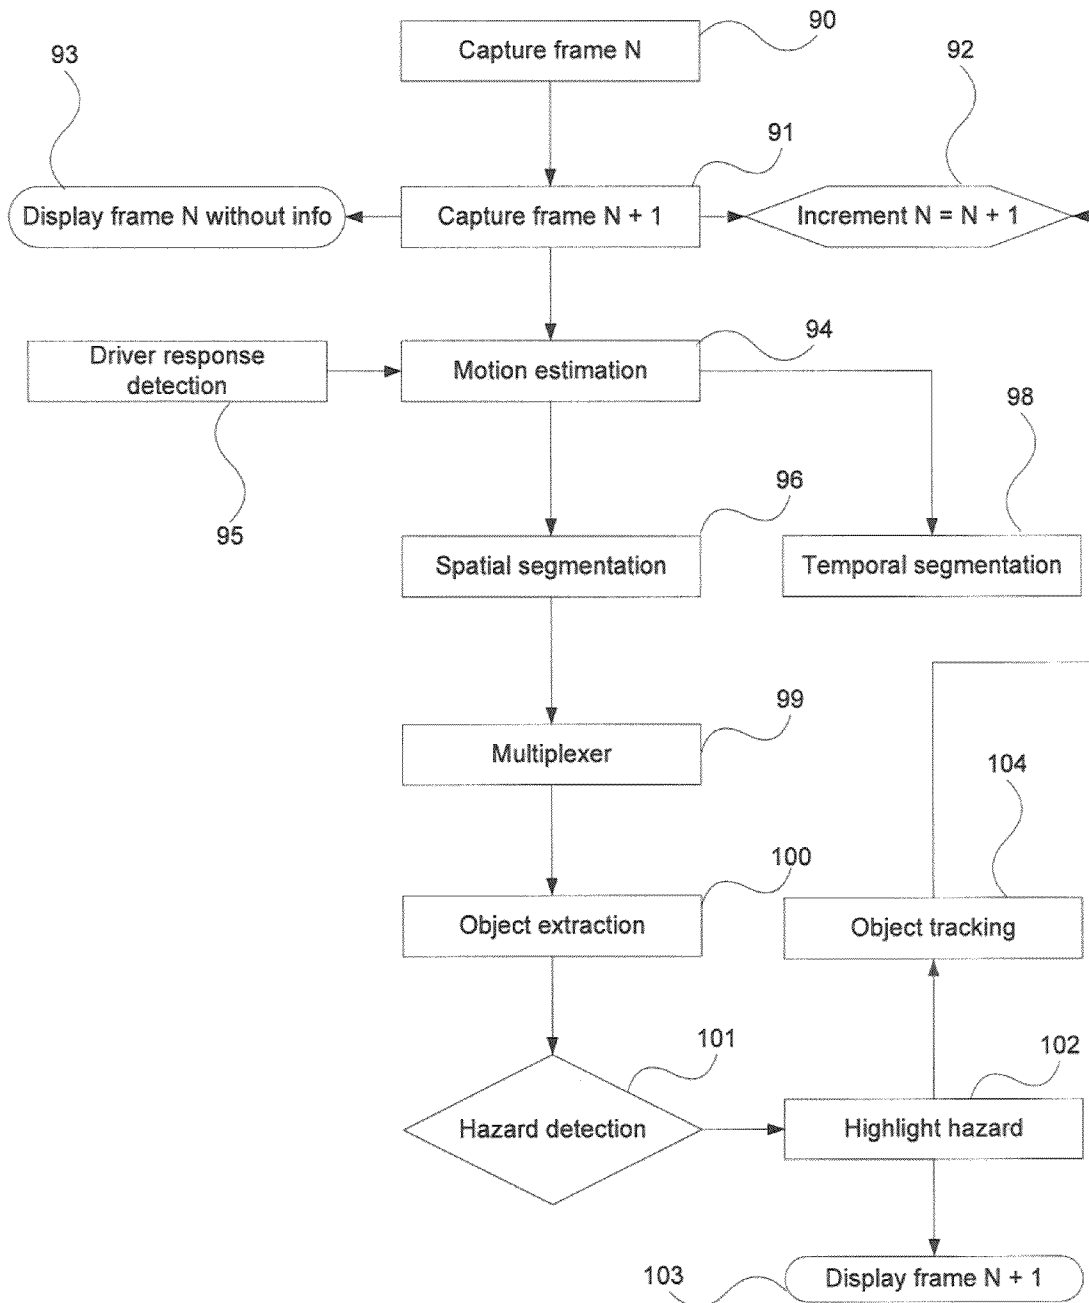 90
Capture frame N
93
92
91
Display frame N without info
Capture frame N + 1
Increment N = N + 1
94
Driver response
detection
Motion estimation
98
95
96
Spatial segmentation
Temporal segmentation
99
Multiplexer
104
100
Object extraction
Object tracking
101
102
Hazard detection
Highlight hazard
103
Display frame N + 1